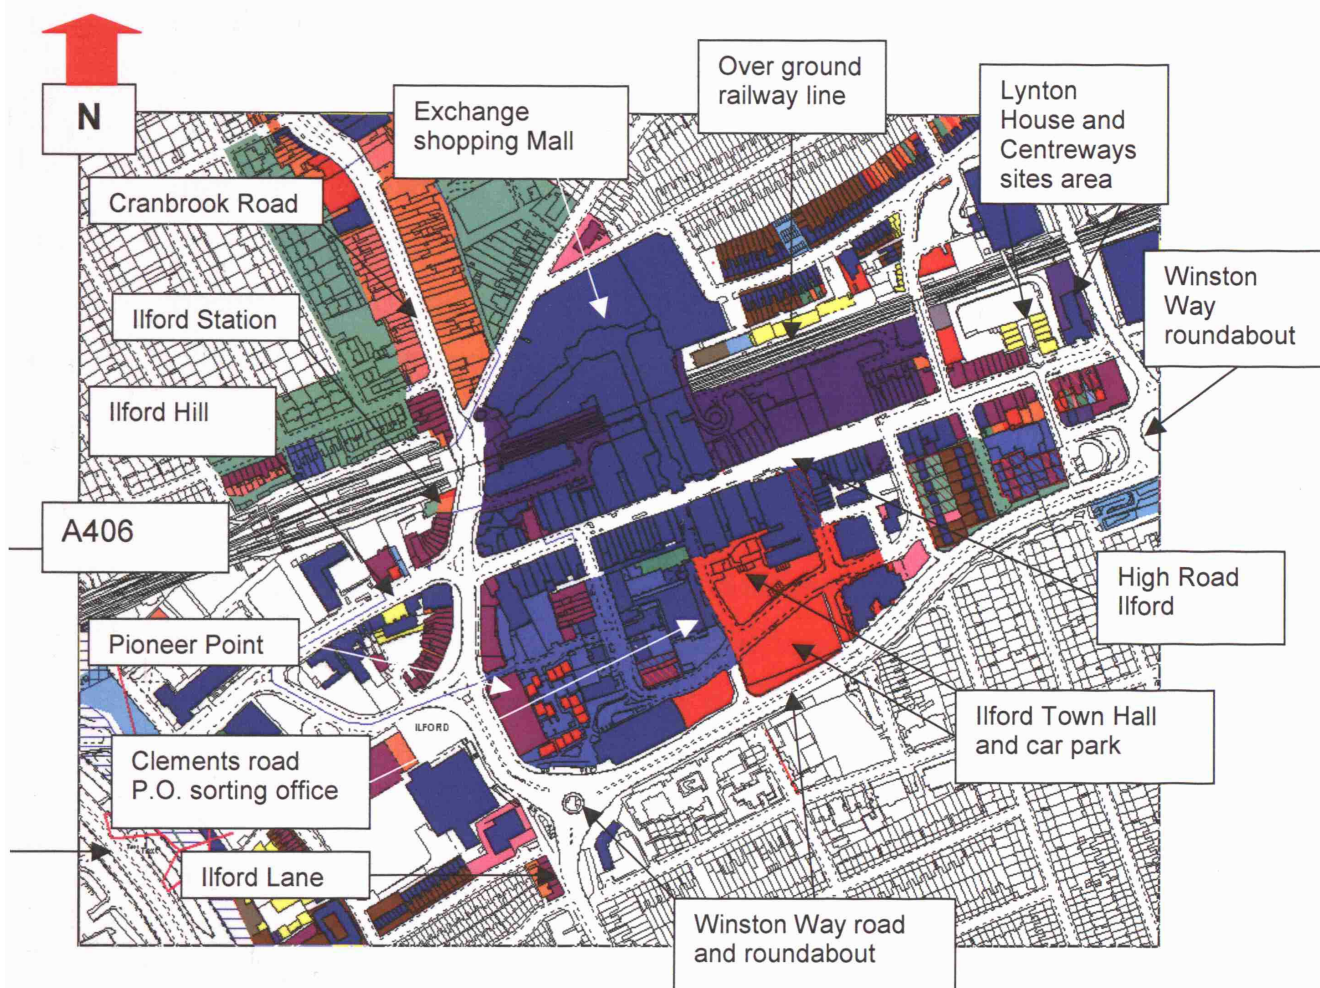 N
Exchange
shopping Mall
Over ground
railway line
Lynton
House and
Centreways
sites area
Cranbrook Road
Winston
Way
roundabout
Ilford Station
Ilford Hill
A406
High Road
Ilford
Pioneer Point
ILFORD
Ilford Town Hall
and car park
Clements road
P.O. sorting office
Ilford Lane
Winston Way road
and roundabout